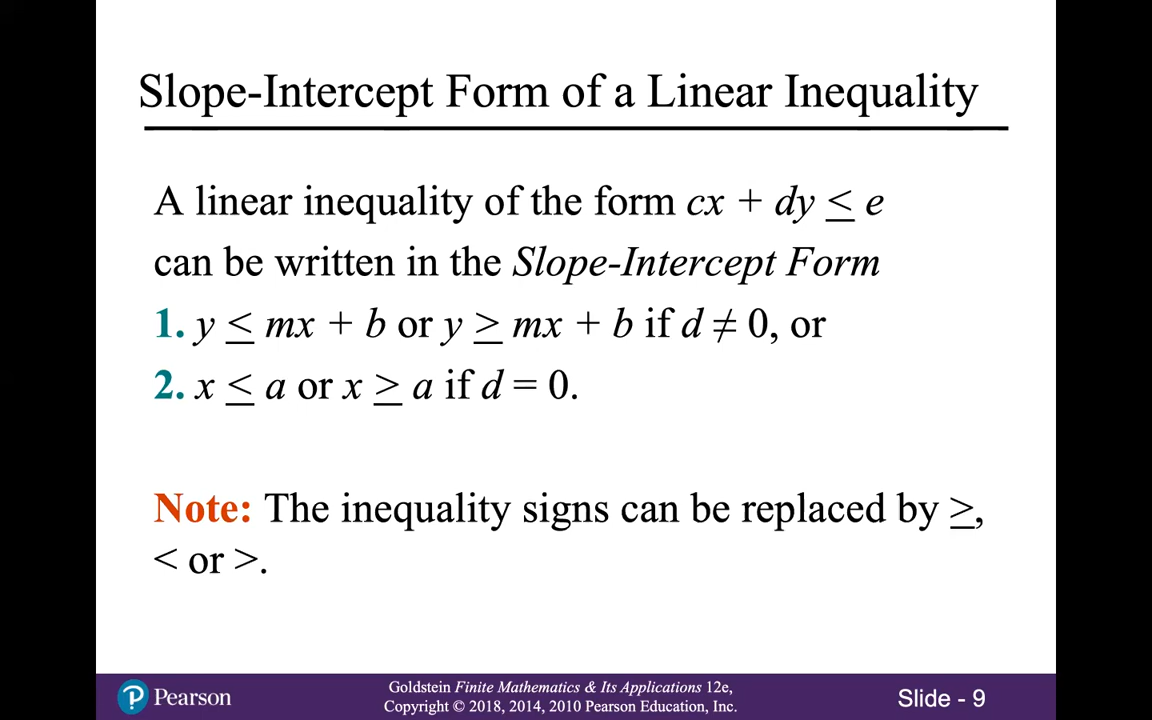 Slope-Intercept Form of a Linear Inequality
A linear inequality of the form cx + dy ≤ e
can be written in the Slope-Intercept Form
1. y ≤ mx + b or y ≥ mx + b if d ≠ 0, or
2. x ≤ a or x ≥ a if d = 0.
Note: The inequality signs can be replaced by ≥,
< or >.
Pearson
Goldstein Finite Mathematics & Its Applications 12e,
Copyright © 2018, 2014, 2010 Pearson Education, Inc.
Slide - 9